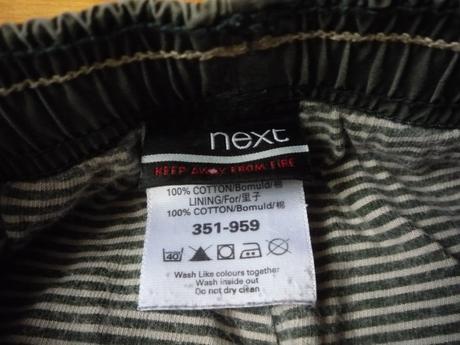 next
KEEP AWAY FROM FIRE
100% COTTON/Bomuld/棉
LINING/For/里子
100% COTTON/Bomuld/棉
351-959
40
Wash Like colours together
Wash inside out
Do not dry clean